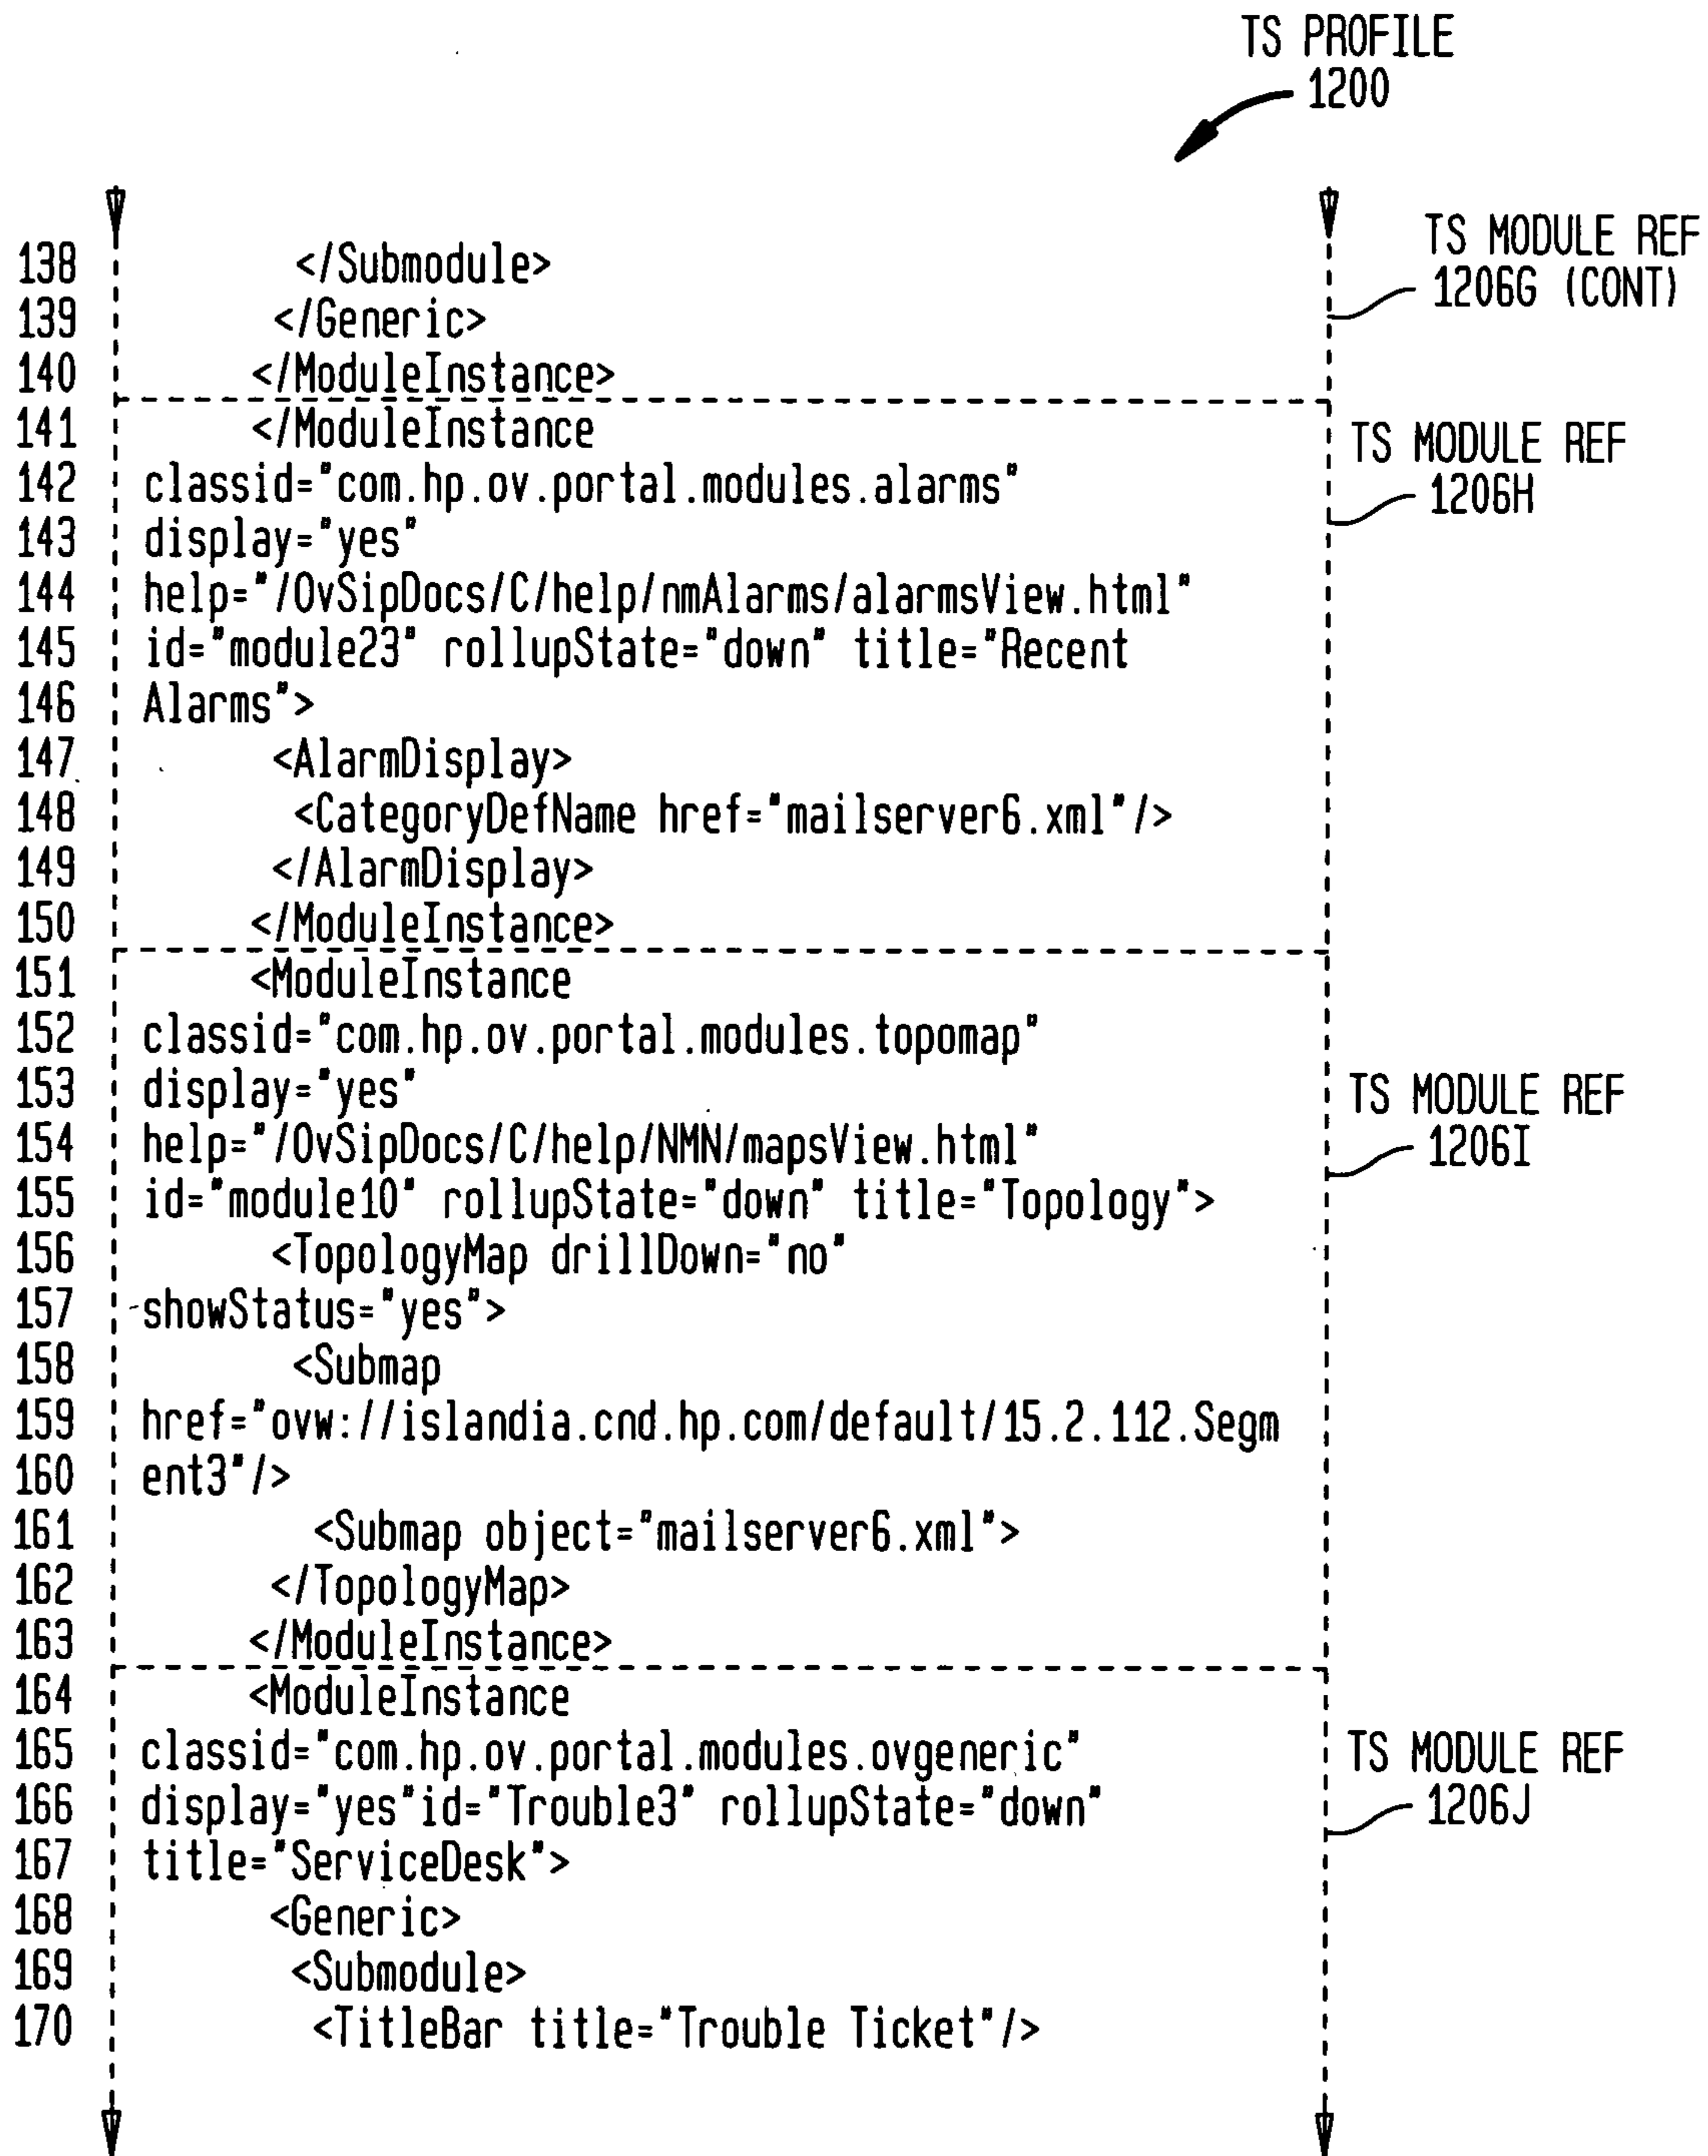 TS PROFILE
1200
138 </Submodule>
139 </Generic>
140 </ModuleInstance>
TS MODULE REF
1206G (CONT)
141 </ModuleInstance
142 classid="com.hp.ov.portal.modules.alarms"
143 display="yes"
144 help="/OvSipDocs/C/help/nmAlarms/alarmsView.html"
145 id="module23" rollupState="down" title="Recent
146 Alarms">
147 <AlarmDisplay>
148 <CategoryDefName href="mailserver6.xml"/>
149 </AlarmDisplay>
150 </ModuleInstance>
TS MODULE REF
1206H
151 <ModuleInstance
152 classid="com.hp.ov.portal.modules.topomap"
153 display="yes"
154 help="/OvSipDocs/C/help/NMN/mapsView.html"
155 id="module10" rollupState="down" title="Topology">
156 <TopologyMap drillDown="no"
157 showStatus="yes">
158 <Submap
159 href="ovw://islandia.cnd.hp.com/default/15.2.112.Segm
160 ent3"/>
161 <Submap object="mailserver6.xml">
162 </TopologyMap>
163 </ModuleInstance>
TS MODULE REF
1206I
164 <ModuleInstance
165 classid="com.hp.ov.portal.modules.ovgeneric"
166 display="yes"id="Trouble3" rollupState="down"
167 title="ServiceDesk">
168 <Generic>
169 <Submodule>
170 <TitleBar title="Trouble Ticket"/>
TS MODULE REF
1206J